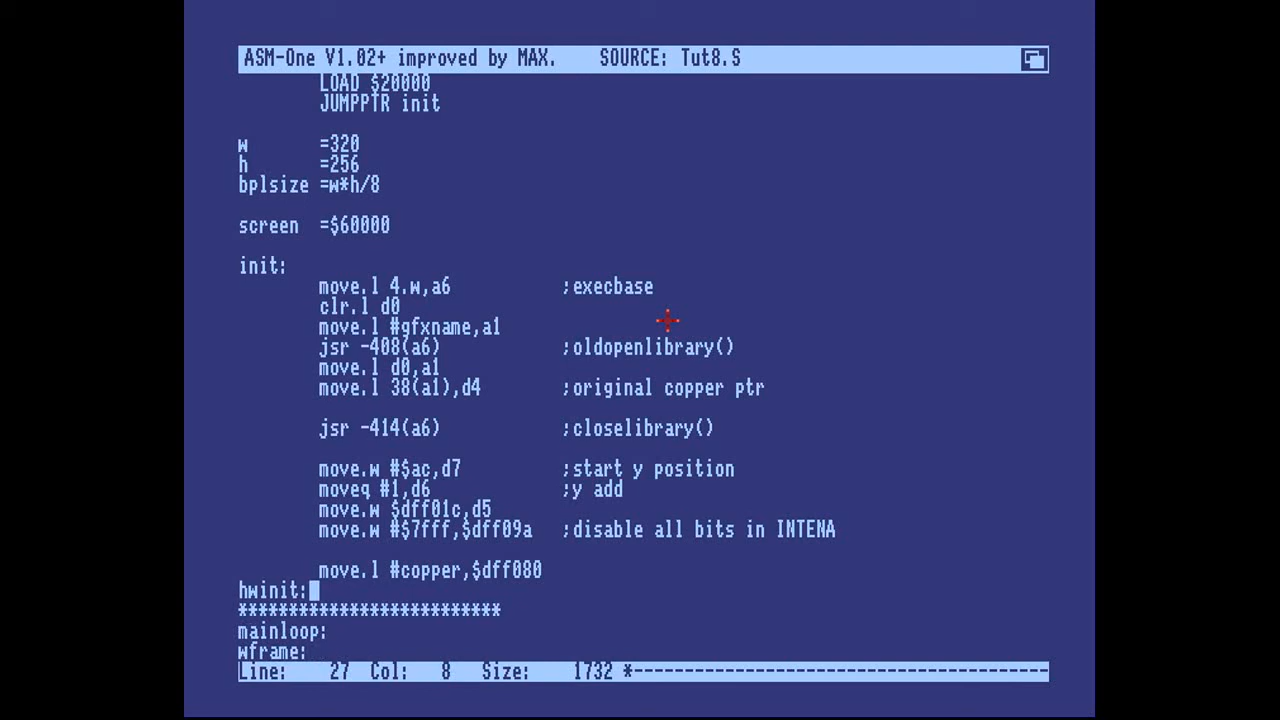 ASM-One V1.02+ improved by MAX.    SOURCE: Tut8.S
        LOAD $20000
        JUMPPTR init
w       =320
h       =256
bplsize =w*h/8
screen  =$60000
init:
        move.l 4.w,a6           ;execbase
        clr.l d0
        move.l #gfxname,a1
        jsr -408(a6)            ;oldopenlibrary()
        move.l d0,a1
        move.l 38(a1),d4        ;original copper ptr
        jsr -414(a6)            ;closelibrary()
        move.w #$ac,d7          ;start y position
        moveq #1,d6             ;y add
        move.w $dff01c,d5
        move.w #$7fff,$dff09a   ;disable all bits in INTENA
        move.l #copper,$dff080
hwinit:
**************************
mainloop:
wframe:
Line:    27  Col:   8   Size:    1732 *-----------------------------------------